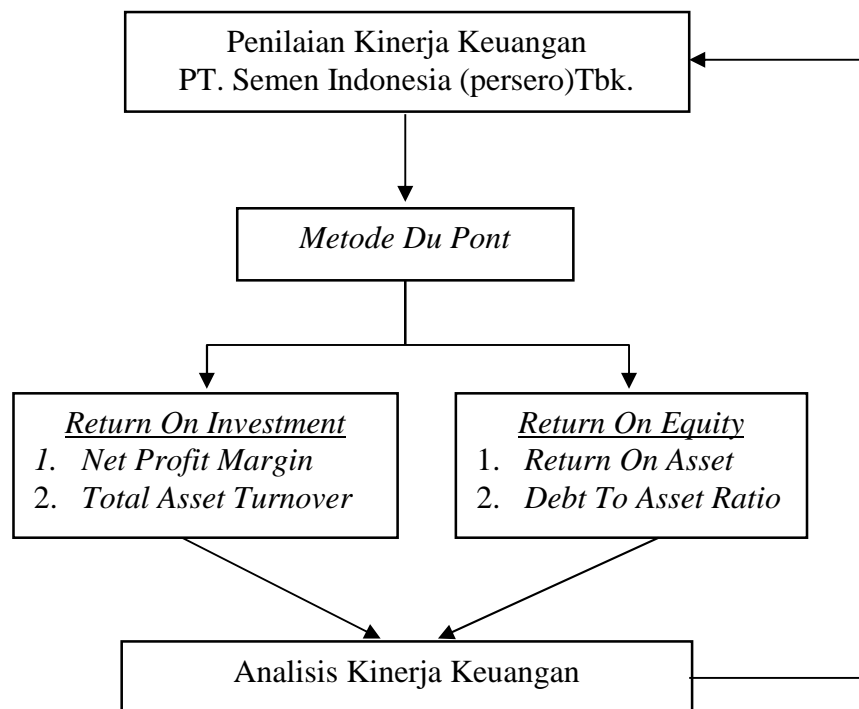 Penilaian Kinerja Keuangan
PT. Semen Indonesia (persero)Tbk.
Metode Du Pont
Return On Investment
1. Net Profit Margin
2. Total Asset Turnover
Return On Equity
1. Return On Asset
2. Debt To Asset Ratio
Analisis Kinerja Keuangan